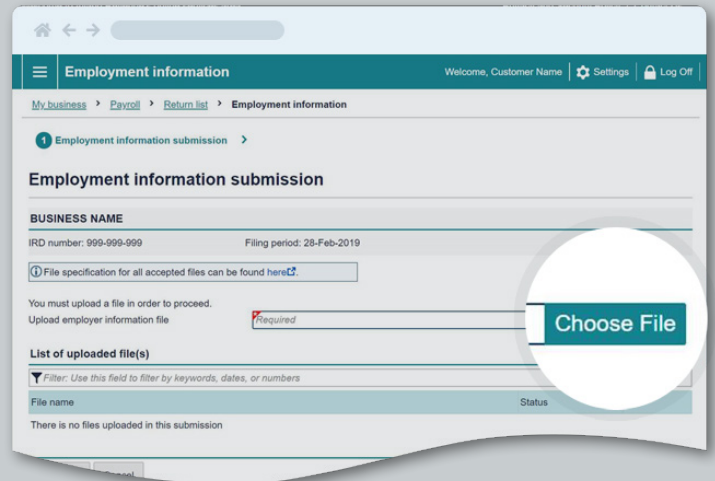 Employment information
Welcome, Customer Name
Settings
Log Off
My business > Payroll > Return list > Employment information
1 Employment information submission >
Employment information submission
BUSINESS NAME
IRD number: 999-999-999
Filing period: 28-Feb-2019
File specification for all accepted files can be found here.
You must upload a file in order to proceed.
Upload employer information file
Required
Choose File
List of uploaded file(s)
Filter: Use this field to filter by keywords, dates, or numbers
File name
Status
There is no files uploaded in this submission
Cancel